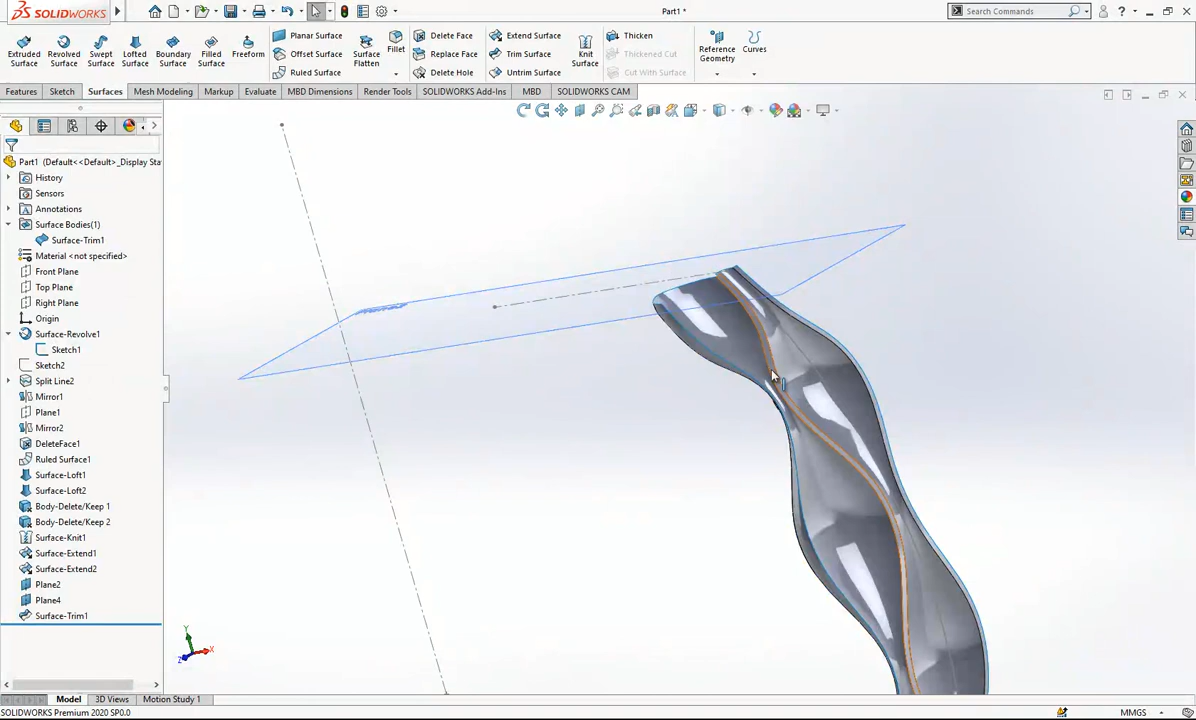 SOLIDWORKS
Part1 *
Search Commands
Extruded Surface
Revolved Surface
Swept Surface
Lofted Surface
Boundary Surface
Filled Surface
Freeform
Planar Surface
Offset Surface
Ruled Surface
Surface Flatten
Fillet
Delete Face
Replace Face
Delete Hole
Extend Surface
Trim Surface
Untrim Surface
Knit Surface
Thicken
Thickened Cut
Cut With Surface
Reference Geometry
Curves
Features
Sketch
Surfaces
Mesh Modeling
Markup
Evaluate
MBD Dimensions
Render Tools
SOLIDWORKS Add-Ins
MBD
SOLIDWORKS CAM
Part1 (Default<<Default>_Display Sta
History
Sensors
Annotations
Surface Bodies(1)
Surface-Trim1
Material <not specified>
Front Plane
Top Plane
Right Plane
Origin
Surface-Revolve1
Sketch1
Sketch2
Split Line2
Mirror1
Plane1
Mirror2
DeleteFace1
Ruled Surface1
Surface-Loft1
Surface-Loft2
Body-Delete/Keep 1
Body-Delete/Keep 2
Surface-Knit1
Surface-Extend1
Surface-Extend2
Plane2
Plane4
Surface-Trim1
Y
X
Z
Model
3D Views
Motion Study 1
SOLIDWORKS Premium 2020 SP0.0
MMGS